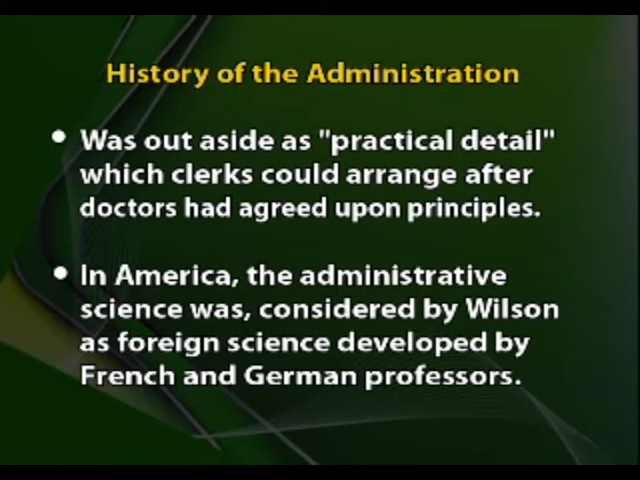 History of the Administration
• Was out aside as "practical detail"
which clerks could arrange after
doctors had agreed upon principles.
• In America, the administrative
science was, considered by Wilson
as foreign science developed by
French and German professors.